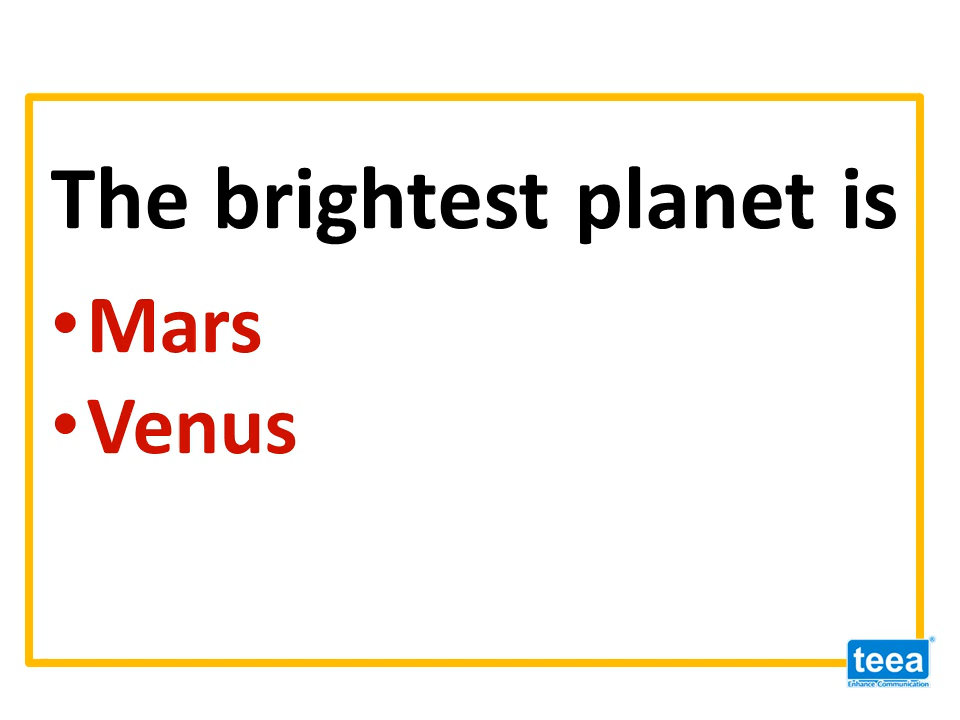 The brightest planet is
• Mars
• Venus
teea®
Enhance Communication